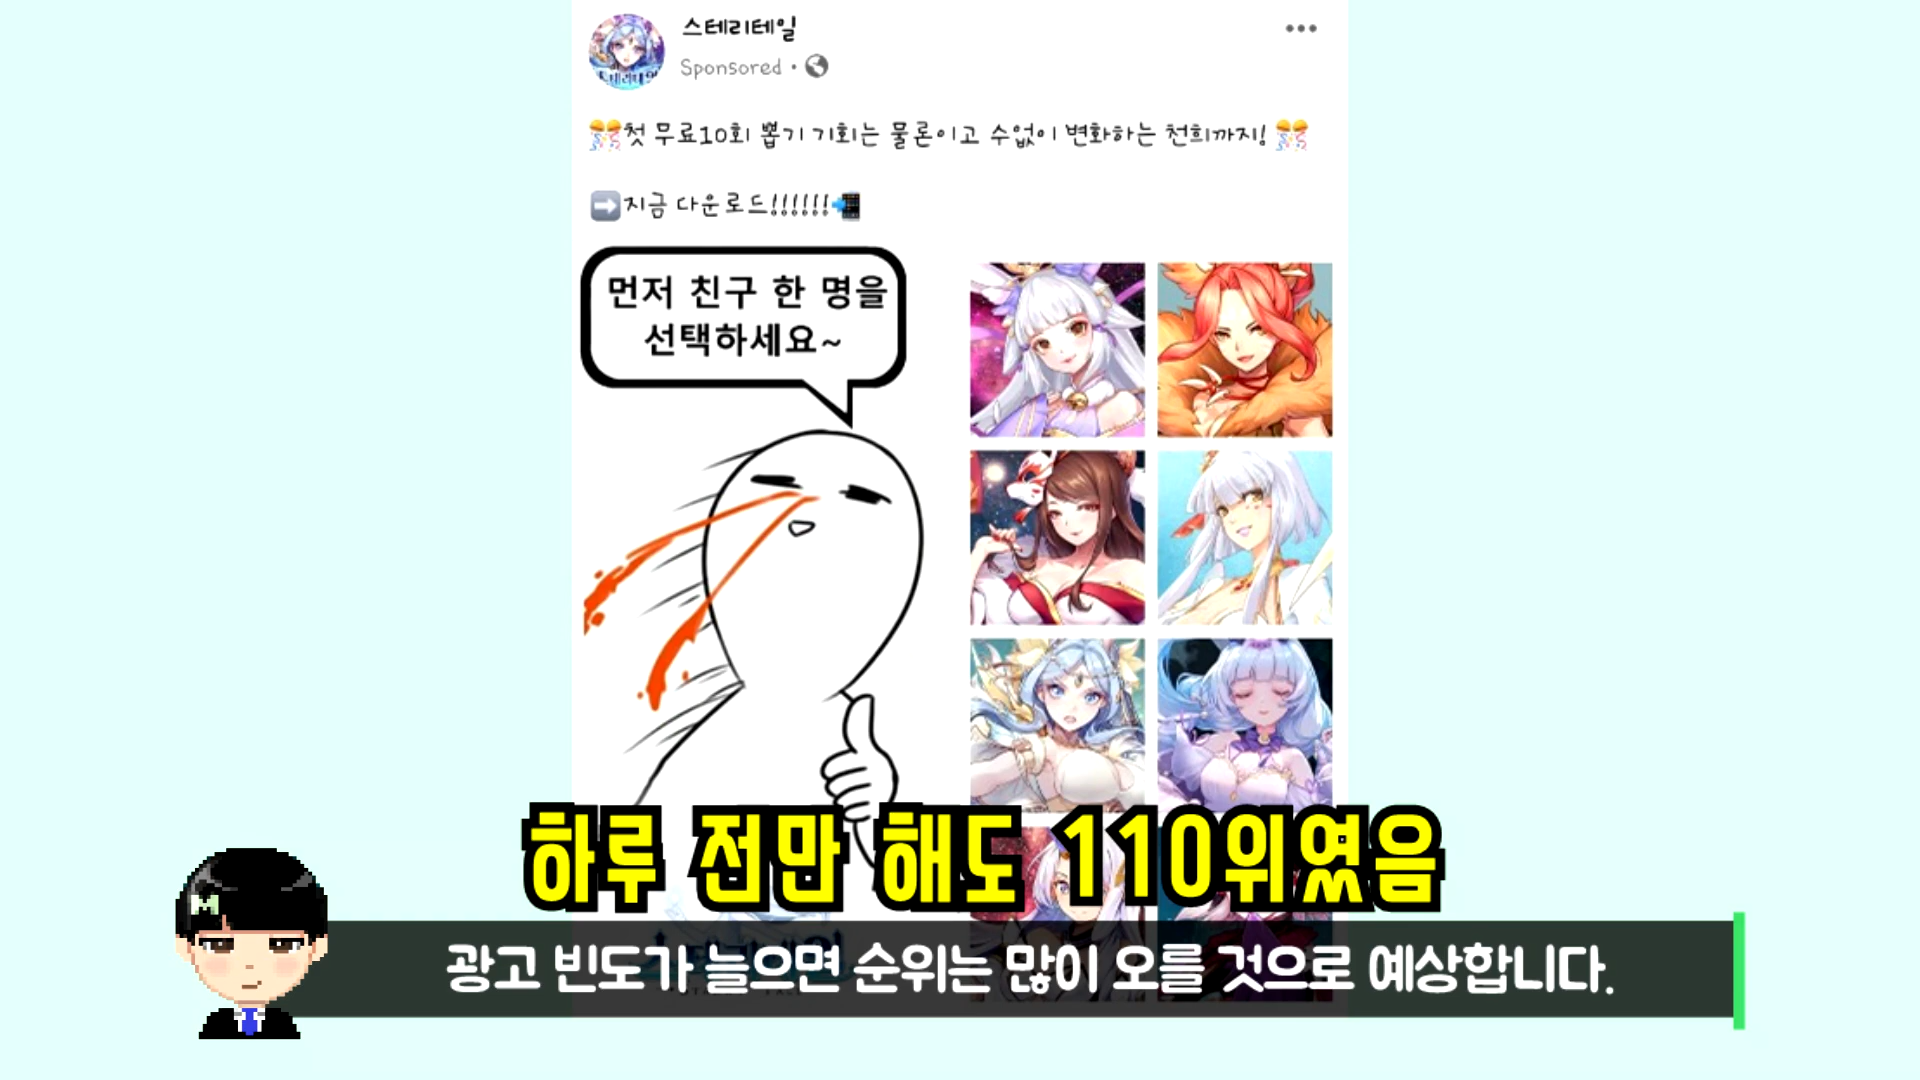 스테리테일
Sponsored
첫 무료10회 뽑기 기회는 물론이고 수없이 변화하는 천희까지!
지금 다운로드!!!!!!
먼저 친구 한 명을
선택하세요~
하루 전만 해도 110위였음
광고 빈도가 늘으면 순위는 많이 오를 것으로 예상합니다.